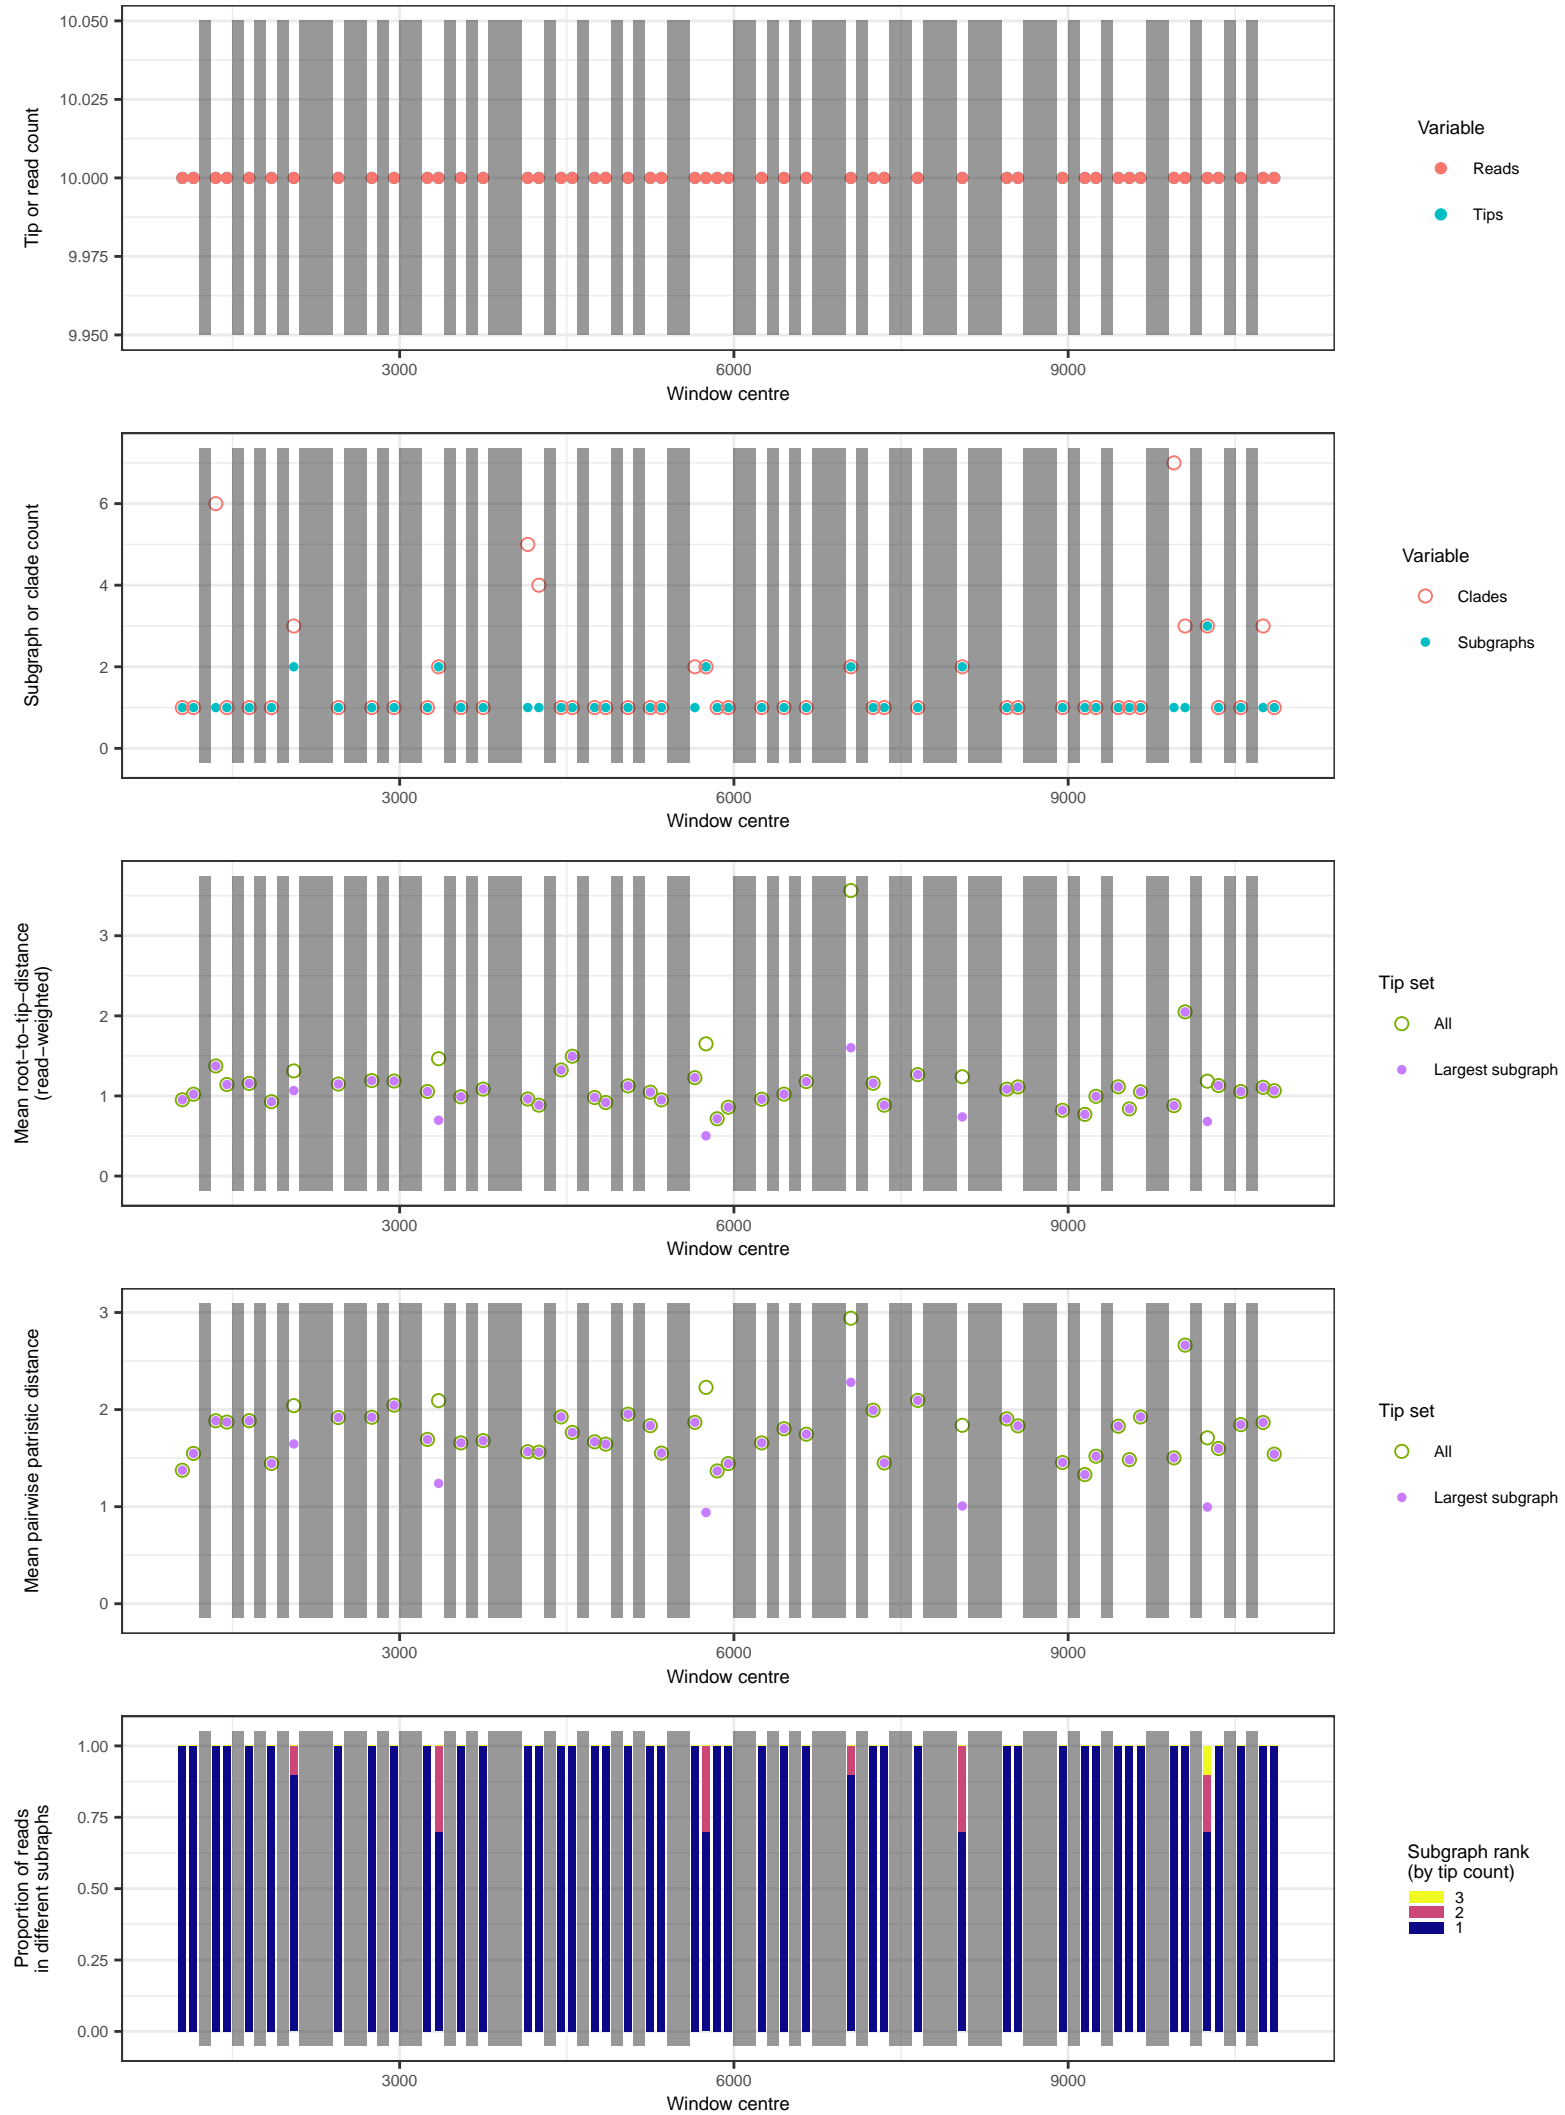 10.050
10.025
10.000
9.975
9.950
Tip or read count
3000 6000 9000
Window centre
Variable
Reads
Tips
6
4
2
0
Subgraph or clade count
3000 6000 9000
Window centre
Variable
Clades
Subgraphs
3
2
1
0
Mean root−to−tip−distance
(read−weighted)
3000 6000 9000
Window centre
Tip set
All
Largest subgraph
3
2
1
0
Mean pairwise patristic distance
3000 6000 9000
Window centre
Tip set
All
Largest subgraph
1.00
0.75
0.50
0.25
0.00
Proportion of reads
in different subraphs
3000 6000 9000
Window centre
Subgraph rank
(by tip count)
3
2
1